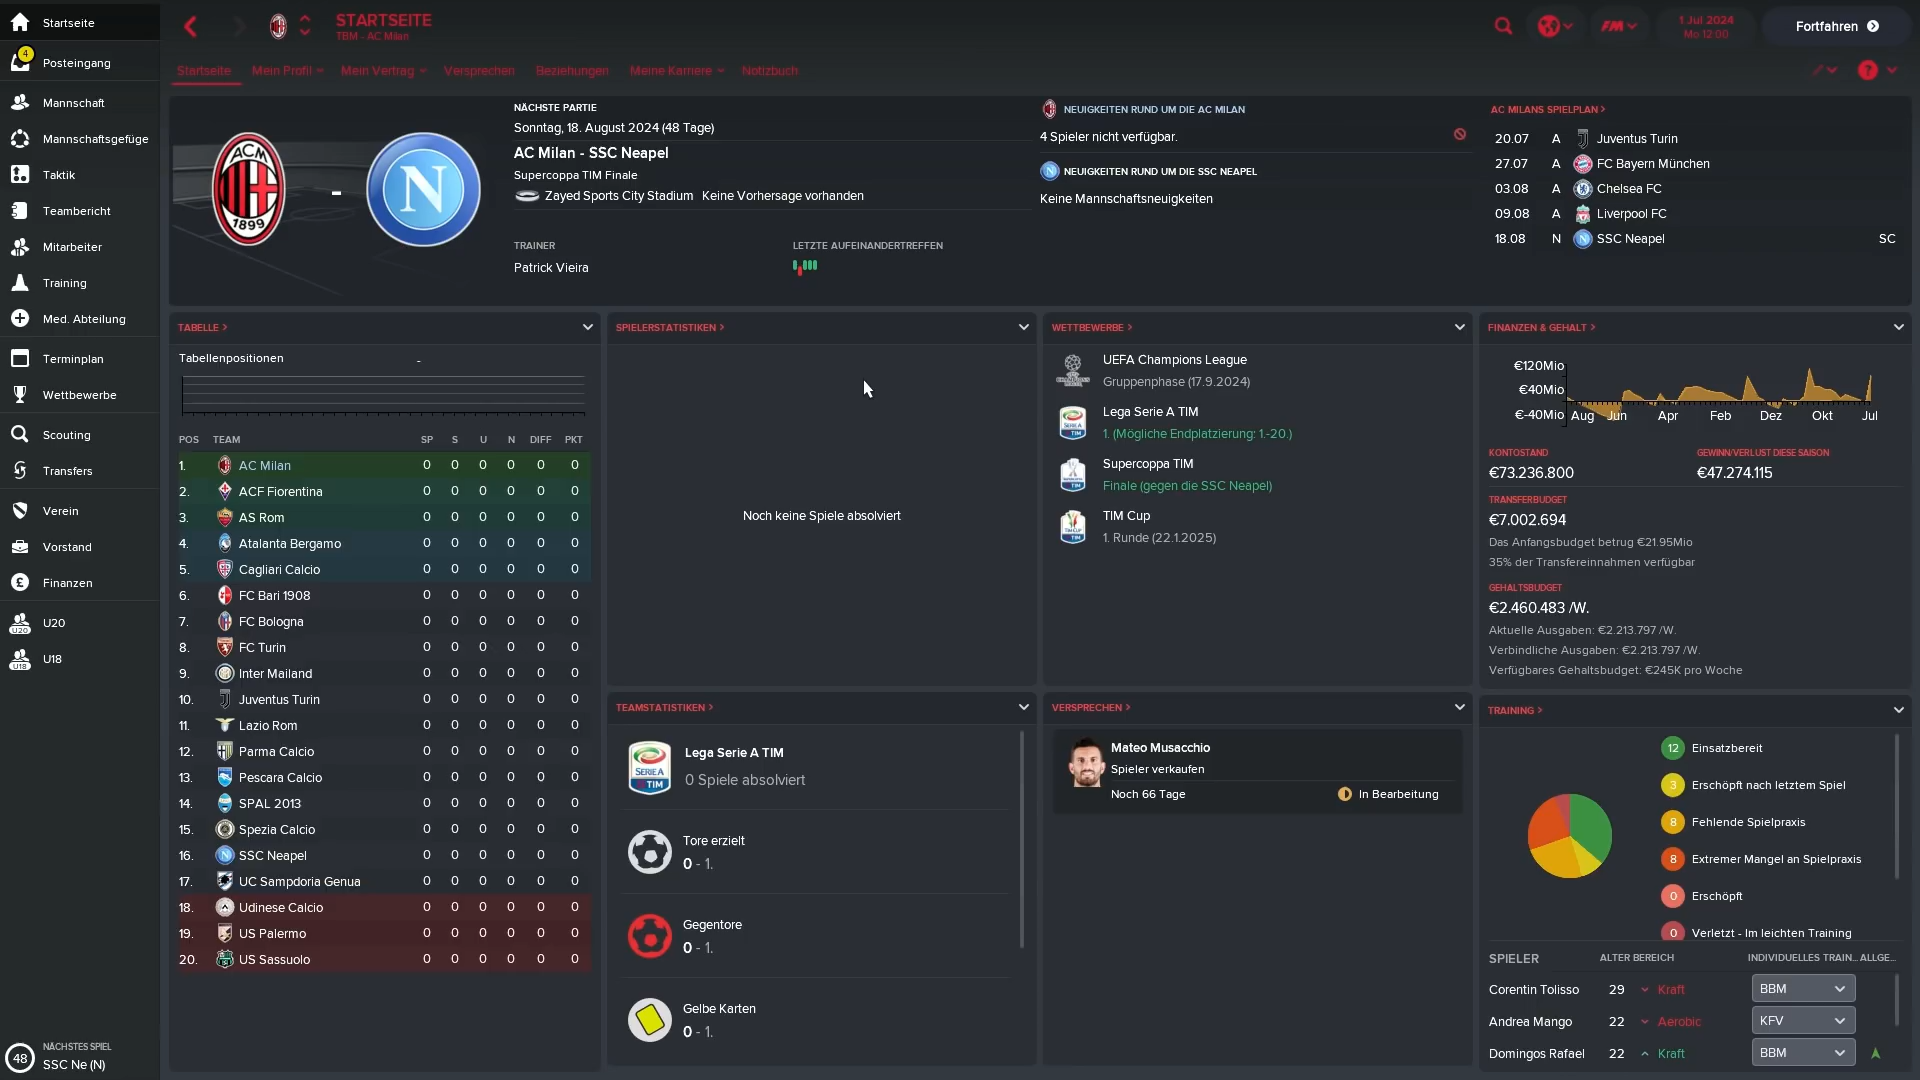 Startseite
4
Posteingang
Mannschaft
Mannschaftsgefüge
Taktik
Teambericht
Mitarbeiter
Training
Med. Abteilung
Terminplan
Wettbewerbe
Scouting
Transfers
Verein
Vorstand
Finanzen
U20
U18
48
NÄCHSTES SPIEL
SSC Ne (N)
STARTSEITE
TBM - AC Milan
FM
1 Jul 2024
Mo 12:00
Fortfahren
Startseite Mein Profil Mein Vertrag Versprechen Beziehungen Meine Karriere Notizbuch
ACM
1899
-
N
NÄCHSTE PARTIE
Sonntag, 18. August 2024 (48 Tage)
AC Milan - SSC Neapel
Supercoppa TIM Finale
Zayed Sports City Stadium Keine Vorhersage vorhanden
TRAINER
Patrick Vieira
LETZTE AUFEINANDERTREFFEN
NEUIGKEITEN RUND UM DIE AC MILAN
4 Spieler nicht verfügbar.
NEUIGKEITEN RUND UM DIE SSC NEAPEL
Keine Mannschaftsneuigkeiten
AC MILANS SPIELPLAN >
20.07 A Juventus Turin
27.07 A FC Bayern München
03.08 A Chelsea FC
09.08 A Liverpool FC
18.08 N SSC Neapel SC
TABELLE >
Tabellenpositionen -
POS TEAM SP S U N DIFF PKT
1. AC Milan 0 0 0 0 0 0
2. ACF Fiorentina 0 0 0 0 0 0
3. AS Rom 0 0 0 0 0 0
4. Atalanta Bergamo 0 0 0 0 0 0
5. Cagliari Calcio 0 0 0 0 0 0
6. FC Bari 1908 0 0 0 0 0 0
7. FC Bologna 0 0 0 0 0 0
8. FC Turin 0 0 0 0 0 0
9. Inter Mailand 0 0 0 0 0 0
10. Juventus Turin 0 0 0 0 0 0
11. Lazio Rom 0 0 0 0 0 0
12. Parma Calcio 0 0 0 0 0 0
13. Pescara Calcio 0 0 0 0 0 0
14. SPAL 2013 0 0 0 0 0 0
15. Spezia Calcio 0 0 0 0 0 0
16. SSC Neapel 0 0 0 0 0 0
17. UC Sampdoria Genua 0 0 0 0 0 0
18. Udinese Calcio 0 0 0 0 0 0
19. US Palermo 0 0 0 0 0 0
20. US Sassuolo 0 0 0 0 0 0
SPIELERSTATISTIKEN >
Noch keine Spiele absolviert
TEAMSTATISTIKEN >
SERIE A
TIM
Lega Serie A TIM
0 Spiele absolviert
Tore erzielt
0 - 1.
Gegentore
0 - 1.
Gelbe Karten
0 - 1.
WETTBEWERBE >
UEFA Champions League
Gruppenphase (17.9.2024)
Lega Serie A TIM
1. (Mögliche Endplatzierung: 1.-20.)
Supercoppa TIM
Finale (gegen die SSC Neapel)
TIM Cup
1. Runde (22.1.2025)
VERSPRECHEN >
Mateo Musacchio
Spieler verkaufen
Noch 66 Tage In Bearbeitung
FINANZEN & GEHALT >
€120Mio
€40Mio
€-40Mio
Aug Jun Apr Feb Dez Okt Jul
KONTOSTAND GEWINN/VERLUST DIESE SAISON
€73.236.800 €47.274.115
TRANSFERBUDGET
€7.002.694
Das Anfangsbudget betrug €21.95Mio
35% der Transfereinnahmen verfügbar
GEHALTSBUDGET
€2.460.483 /W.
Aktuelle Ausgaben: €2.213.797 /W.
Verbindliche Ausgaben: €2.213.797 /W.
Verfügbares Gehaltsbudget: €245K pro Woche
TRAINING >
12 Einsatzbereit
3 Erschöpft nach letztem Spiel
8 Fehlende Spielpraxis
8 Extremer Mangel an Spielpraxis
0 Erschöpft
0 Verletzt - Im leichten Training
SPIELER ALTER BEREICH INDIVIDUELLES TRAIN... ALLGE...
Corentin Tolisso 29 Kraft BBM
Andrea Mango 22 Aerobic KFV
Domingos Rafael 22 Kraft BBM